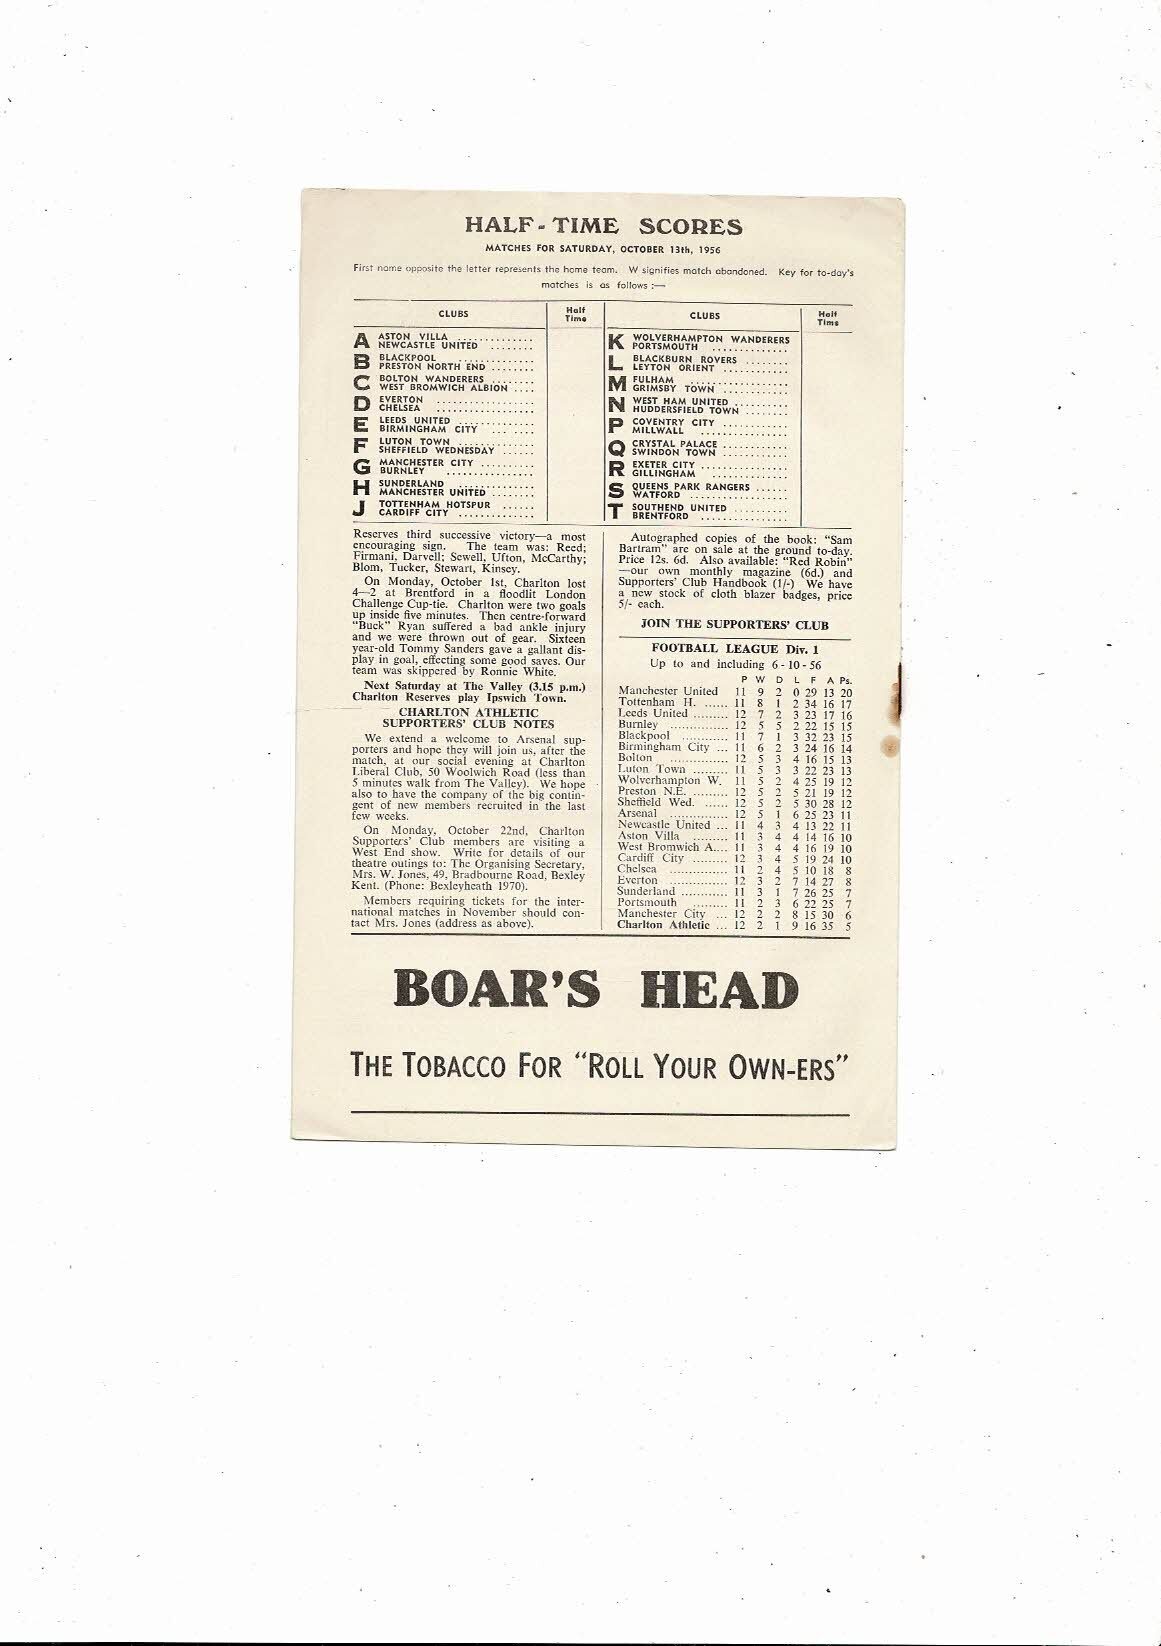 HALF-TIME SCORES
MATCHES FOR SATURDAY, OCTOBER 13th, 1956
First name opposite the letter represents the home team. W signifies match abandoned. Key for to-day's
matches is as follows :—
CLUBS
Half
Time
A ASTON VILLA ............
NEWCASTLE UNITED ........
B BLACKPOOL ............
PRESTON NORTH END ........
C BOLTON WANDERERS ........
WEST BROMWICH ALBION ....
D EVERTON ................
CHELSEA ................
E LEEDS UNITED ............
BIRMINGHAM CITY ........
F LUTON TOWN ............
SHEFFIELD WEDNESDAY ......
G MANCHESTER CITY ........
BURNLEY ..............
H SUNDERLAND ............
MANCHESTER UNITED ........
J TOTTENHAM HOTSPUR ......
CARDIFF CITY ............
CLUBS
Half
Time
K WOLVERHAMPTON WANDERERS
PORTSMOUTH ............
L BLACKBURN ROVERS ........
LEYTON ORIENT ............
M FULHAM ................
GRIMSBY TOWN ............
N WEST HAM UNITED ........
HUDDERSFIELD TOWN ........
P COVENTRY CITY ............
MILLWALL ..............
Q CRYSTAL PALACE ............
SWINDON TOWN ............
R EXETER CITY ..............
GILLINGHAM ............
S QUEENS PARK RANGERS ......
WATFORD ................
T SOUTHEND UNITED ..........
BRENTFORD ..............
Reserves third successive victory—a most
encouraging sign. The team was: Reed;
Firmani, Darvell; Sewell, Ufton, McCarthy;
Blom, Tucker, Stewart, Kinsey.
On Monday, October 1st, Charlton lost
4—2 at Brentford in a floodlit London
Challenge Cup-tie. Charlton were two goals
up inside five minutes. Then centre-forward
"Buck" Ryan suffered a bad ankle injury
and we were thrown out of gear. Sixteen
year-old Tommy Sanders gave a gallant dis-
play in goal, effecting some good saves. Our
team was skippered by Ronnie White.
Next Saturday at The Valley (3.15 p.m.)
Charlton Reserves play Ipswich Town.
CHARLTON ATHLETIC
SUPPORTERS' CLUB NOTES
We extend a welcome to Arsenal sup-
porters and hope they will join us, after the
match, at our social evening at Charlton
Liberal Club, 50 Woolwich Road (less than
5 minutes walk from The Valley). We hope
also to have the company of the big contin-
gent of new members recruited in the last
few weeks.
On Monday, October 22nd, Charlton
Supporters' Club members are visiting a
West End show. Write for details of our
theatre outings to: The Organising Secretary,
Mrs. W. Jones, 49, Bradbourne Road, Bexley
Kent. (Phone: Bexleyheath 1970).
Members requiring tickets for the inter-
national matches in November should con-
tact Mrs. Jones (address as above).
Autographed copies of the book: "Sam
Bartram" are on sale at the ground to-day.
Price 12s. 6d. Also available: "Red Robin"
—our own monthly magazine (6d.) and
Supporters' Club Handbook (1/-) We have
a new stock of cloth blazer badges, price
5/- each.
JOIN THE SUPPORTERS' CLUB
FOOTBALL LEAGUE Div. 1
Up to and including 6-10-56
P W D L F A Ps.
Manchester United 11 9 2 0 29 13 20
Tottenham H. ...... 11 8 1 2 34 16 17
Leeds United ......... 12 7 2 3 23 17 16
Burnley .............. 12 5 5 2 22 15 15
Blackpool ........... 11 7 1 3 32 23 15
Birmingham City ... 11 6 2 3 24 16 14
Bolton .............. 12 5 3 4 16 15 13
Luton Town ......... 11 5 3 3 22 23 13
Wolverhampton W. 11 5 2 4 25 19 12
Preston N.E. ......... 12 5 2 5 21 19 12
Sheffield Wed. ...... 12 5 2 5 30 28 12
Arsenal .............. 12 5 1 6 25 23 11
Newcastle United ... 11 4 3 4 13 22 11
Aston Villa ......... 11 3 4 4 14 16 10
West Bromwich A.... 11 3 4 4 16 19 10
Cardiff City ......... 12 3 4 5 19 24 10
Chelsea .............. 11 2 4 5 10 18 8
Everton .............. 12 3 2 7 14 27 8
Sunderland ........... 11 3 1 7 26 25 7
Portsmouth ......... 11 2 3 6 22 25 7
Manchester City ... 12 2 2 8 15 30 6
Charlton Athletic ... 12 2 1 9 16 35 5
BOAR'S HEAD
THE TOBACCO FOR "ROLL YOUR OWN-ERS"